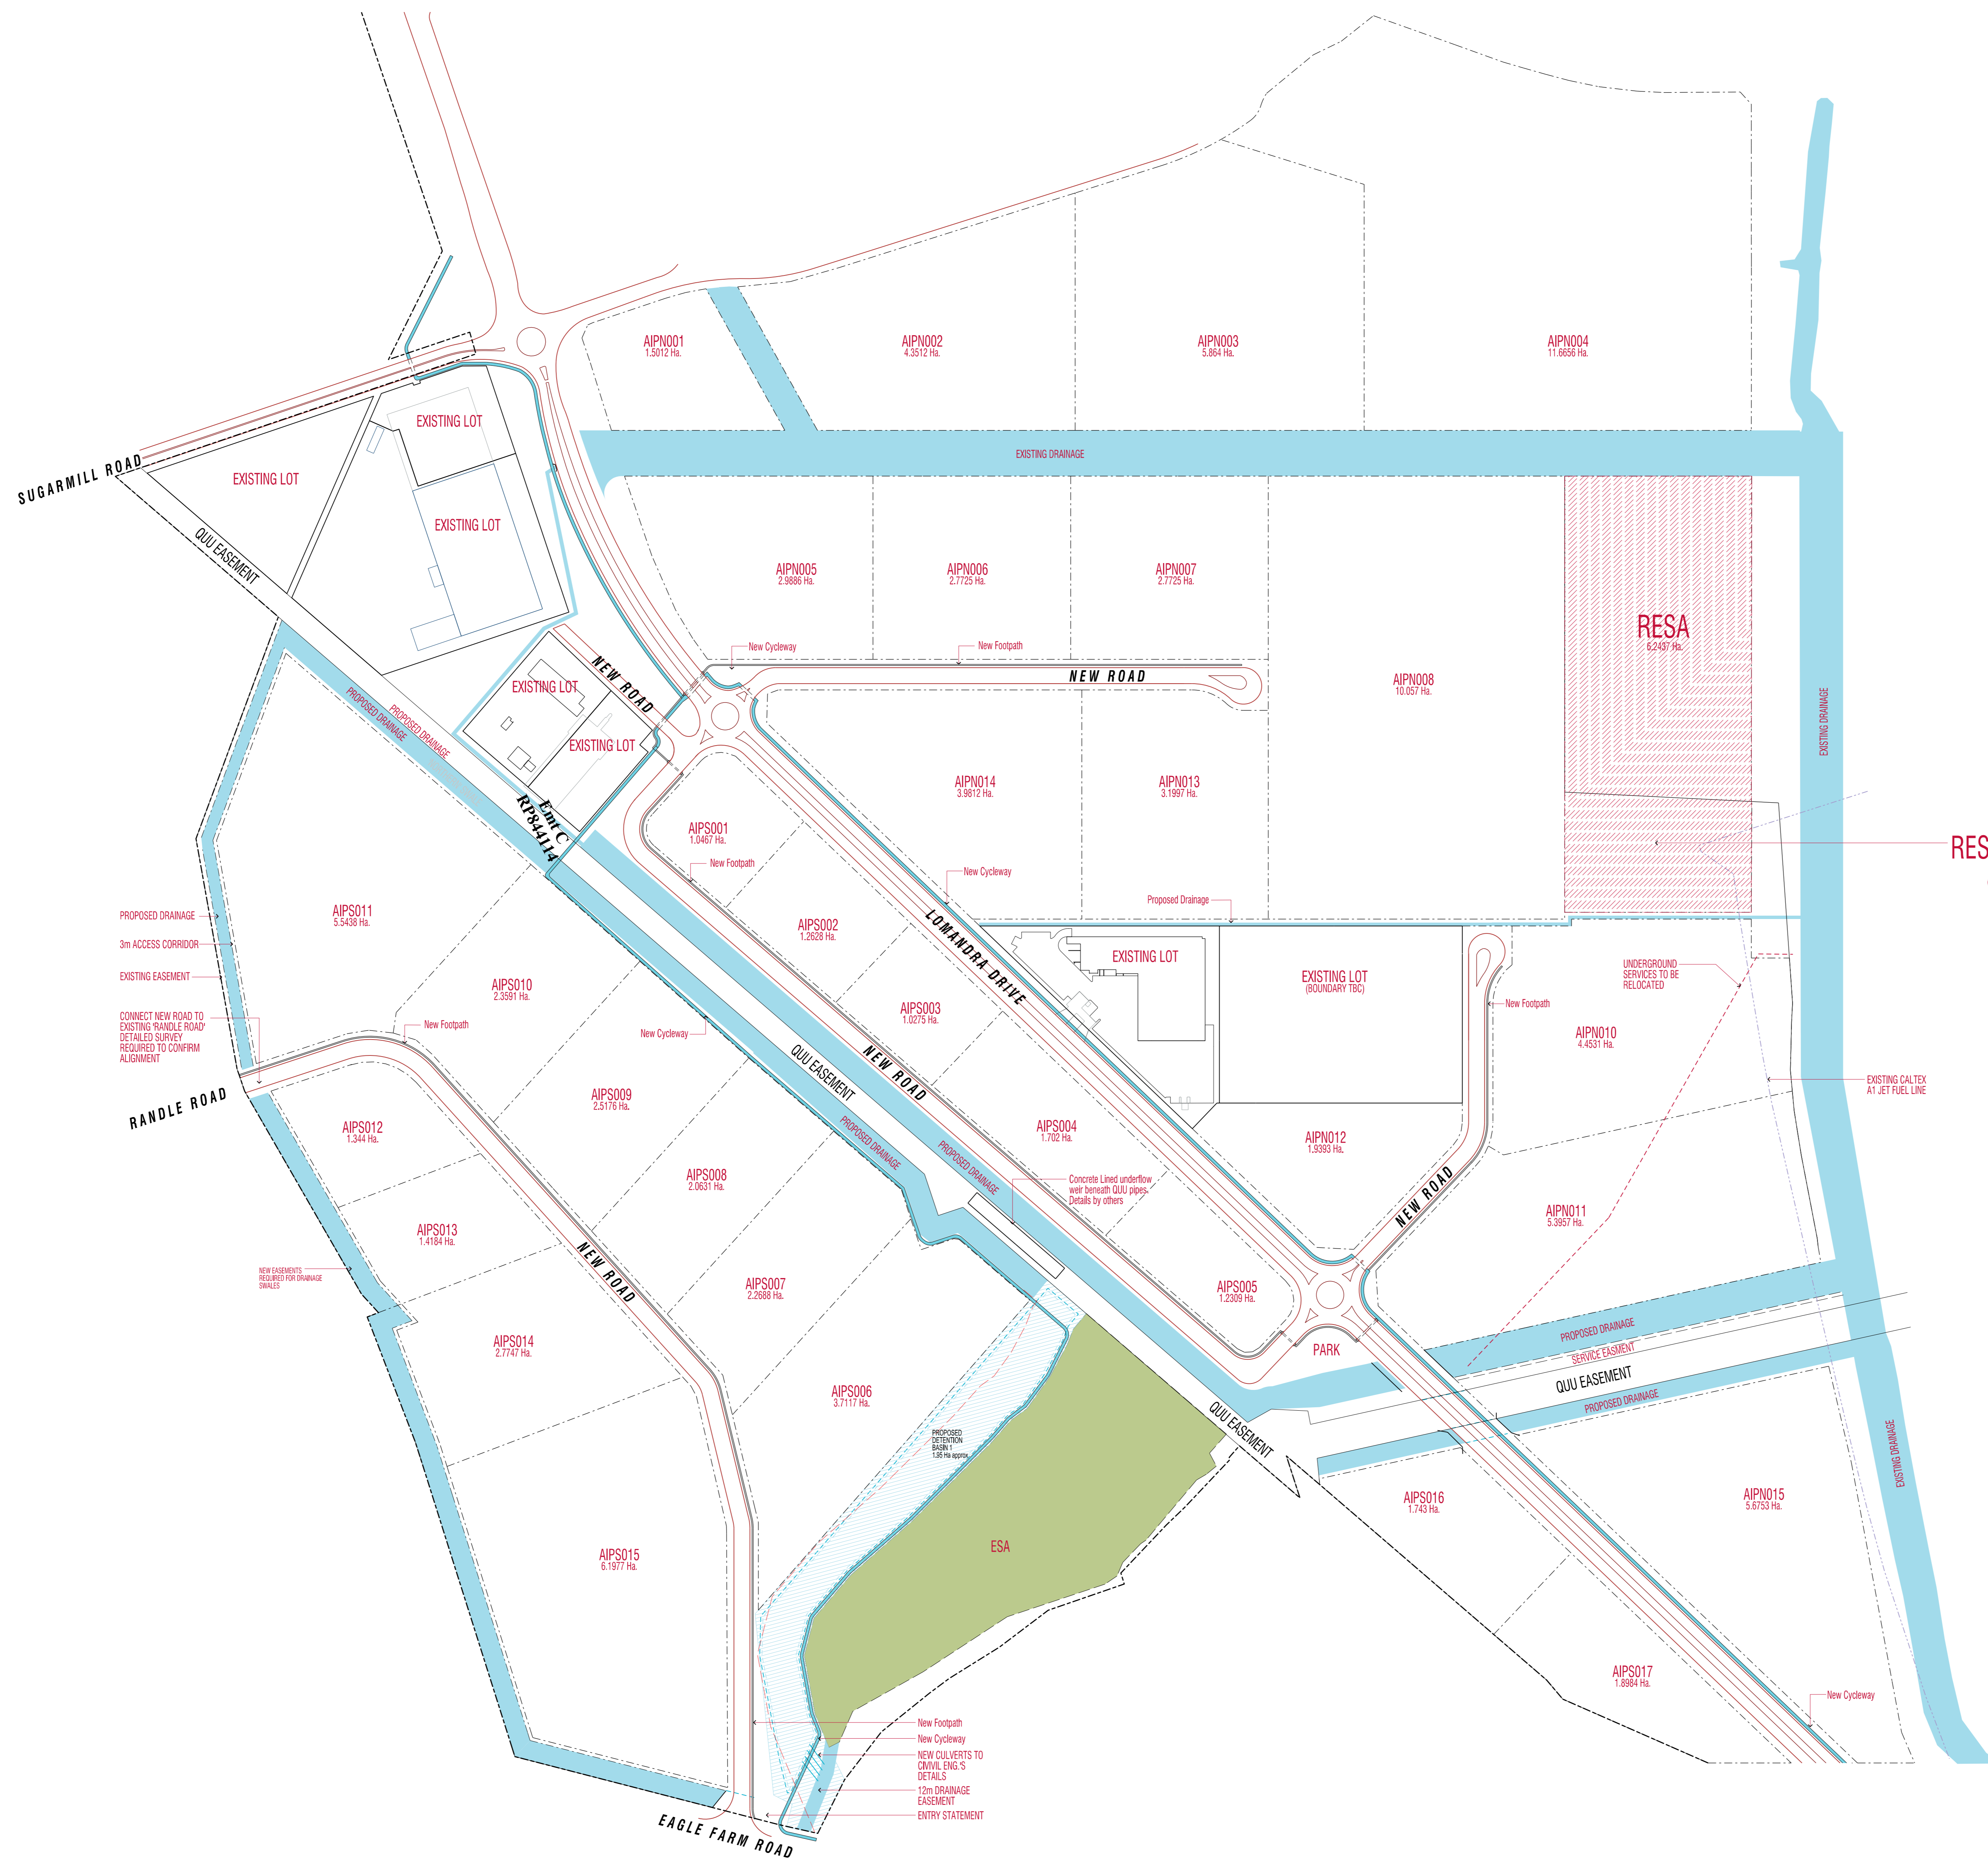 AIPN001
1.5012 Ha.
AIPN002
4.3512 Ha.
AIPN003
5.864 Ha.
AIPN004
11.6656 Ha.
EXISTING LOT
EXISTING DRAINAGE
SUGARMILL ROAD
EXISTING LOT
EXISTING LOT
QUU EASEMENT
AIPN005
2.9886 Ha.
AIPN006
2.7725 Ha.
AIPN007
2.7725 Ha.
RESA
6.2437 Ha.
New Cycleway
New Footpath
NEW ROAD
NEW ROAD
EXISTING LOT
AIPN008
10.057 Ha.
EXISTING DRAINAGE
PROPOSED DRAINAGE
PROPOSED DRAINAGE
EXISTING LOT
AIPN014
3.9812 Ha.
AIPN013
3.1997 Ha.
Emt C
RP844114
AIPS001
1.0467 Ha.
New Footpath
New Cycleway
RES
Proposed Drainage
AIPS011
5.5438 Ha.
PROPOSED DRAINAGE
3m ACCESS CORRIDOR
EXISTING EASEMENT
AIPS002
1.2628 Ha.
LOMANDRA DRIVE
EXISTING LOT
EXISTING LOT
(BOUNDARY TBC)
UNDERGROUND
SERVICES TO BE
RELOCATED
New Footpath
AIPS010
2.3591 Ha.
AIPS003
1.0275 Ha.
CONNECT NEW ROAD TO
EXISTING 'RANDLE ROAD'
DETAILED SURVEY
REQUIRED TO CONFIRM
ALIGNMENT
New Footpath
New Cycleway
AIPN010
4.4531 Ha.
QUU EASEMENT
NEW ROAD
EXISTING CALTEX
A1 JET FUEL LINE
RANDLE ROAD
AIPS009
2.5176 Ha.
AIPS012
1.344 Ha.
PROPOSED DRAINAGE
PROPOSED DRAINAGE
AIPS004
1.702 Ha.
AIPN012
1.9393 Ha.
AIPS008
2.0631 Ha.
Concrete Lined underflow
weir beneath QUU pipes.
Details by others
NEW ROAD
AIPN011
5.3957 Ha.
AIPS013
1.4184 Ha.
NEW EASEMENTS
REQUIRED FOR DRAINAGE
SWALES
NEW ROAD
AIPS007
2.2688 Ha.
AIPS005
1.2309 Ha.
AIPS014
2.7747 Ha.
PARK
PROPOSED DRAINAGE
SERVICE EASMENT
QUU EASEMENT
PROPOSED DRAINAGE
AIPS006
3.7117 Ha.
PROPOSED
DETENTION
BASIN 1
1.95 Ha approx
QUU EASEMENT
EXISTING DRAINAGE
AIPS016
1.743 Ha.
AIPN015
5.6753 Ha.
AIPS015
6.1977 Ha.
ESA
AIPS017
1.8984 Ha.
New Cycleway
New Footpath
New Cycleway
NEW CULVERTS TO
CIVIVIL ENG.'S
DETAILS
12m DRAINAGE
EASEMENT
ENTRY STATEMENT
EAGLE FARM ROAD